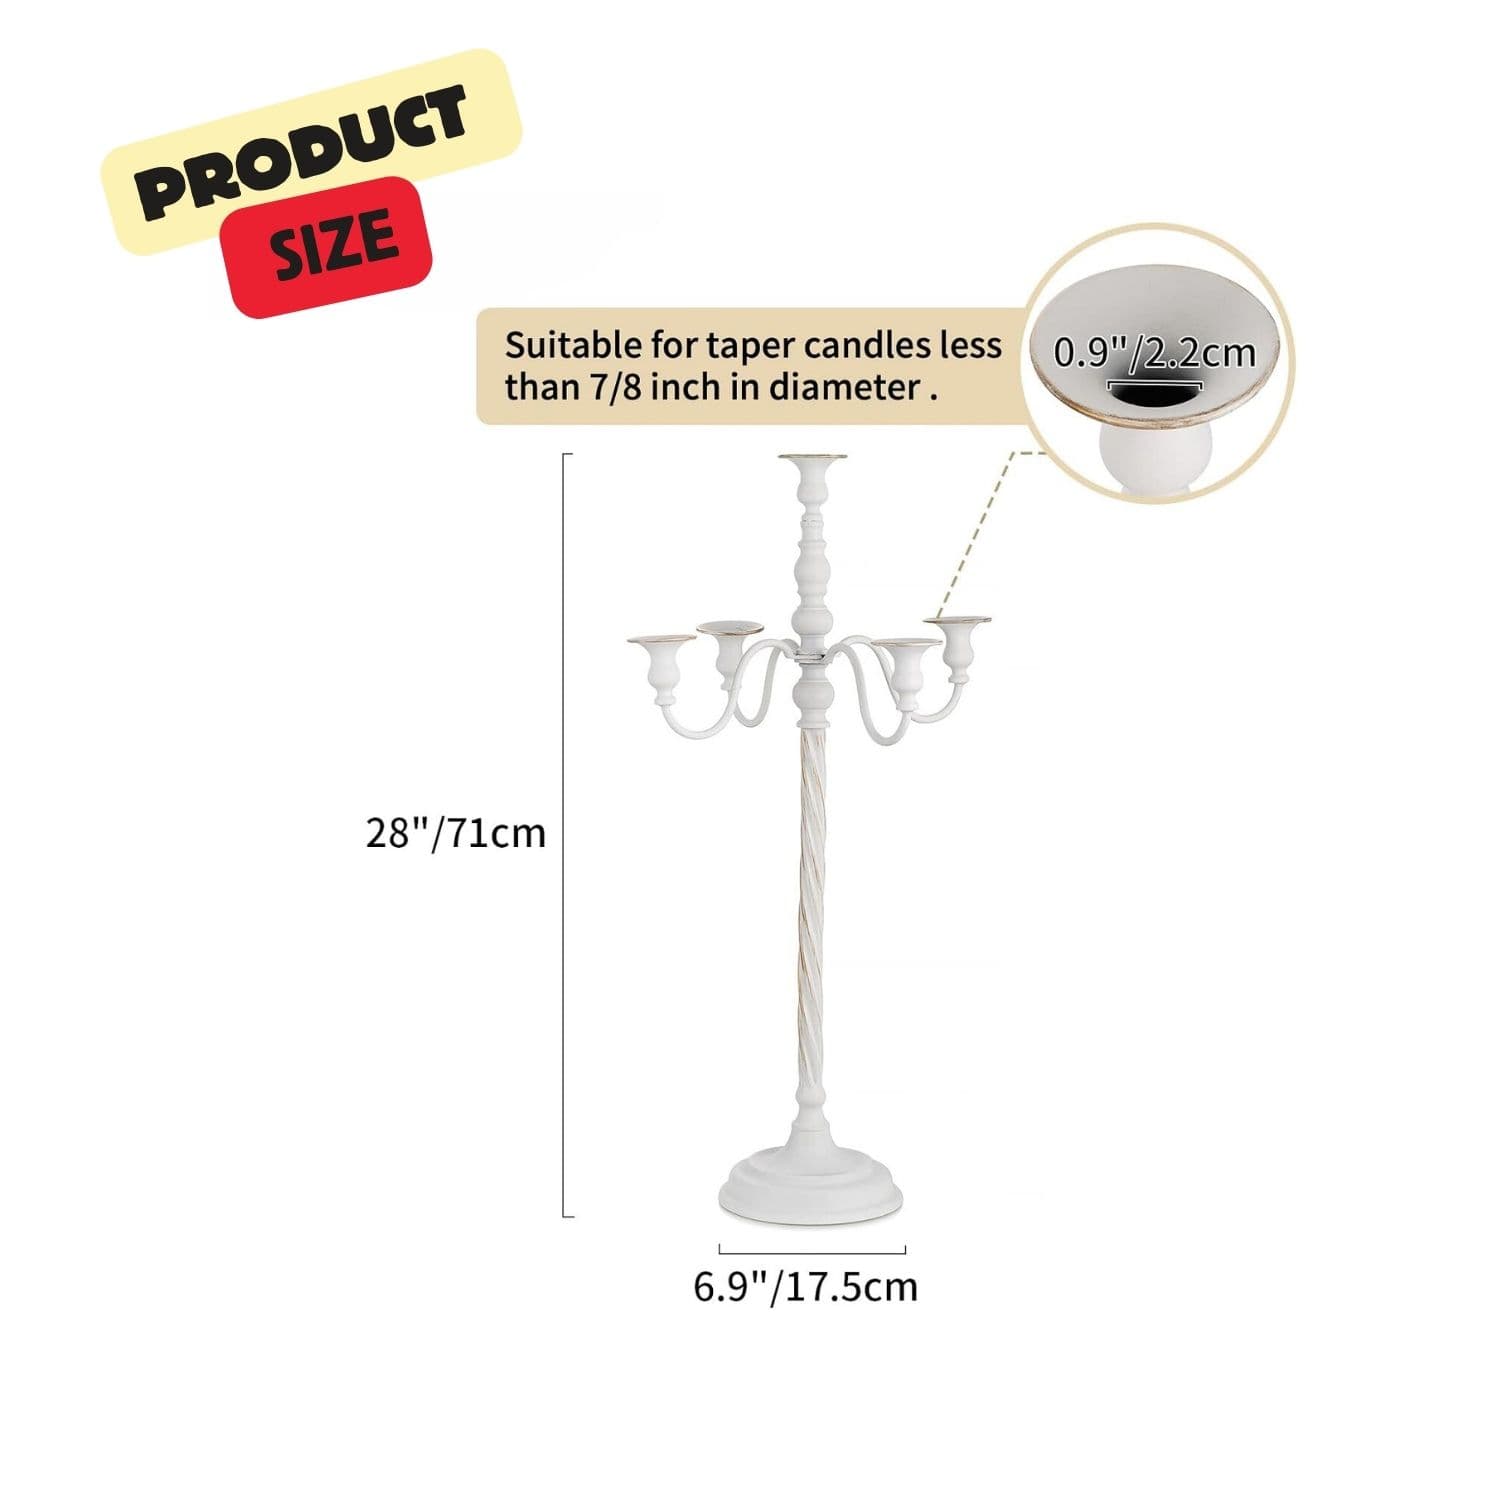 PRODUCT
SIZE
Suitable for taper candles less
than 7/8 inch in diameter .
0.9"/2.2cm
28"/71cm
6.9"/17.5cm